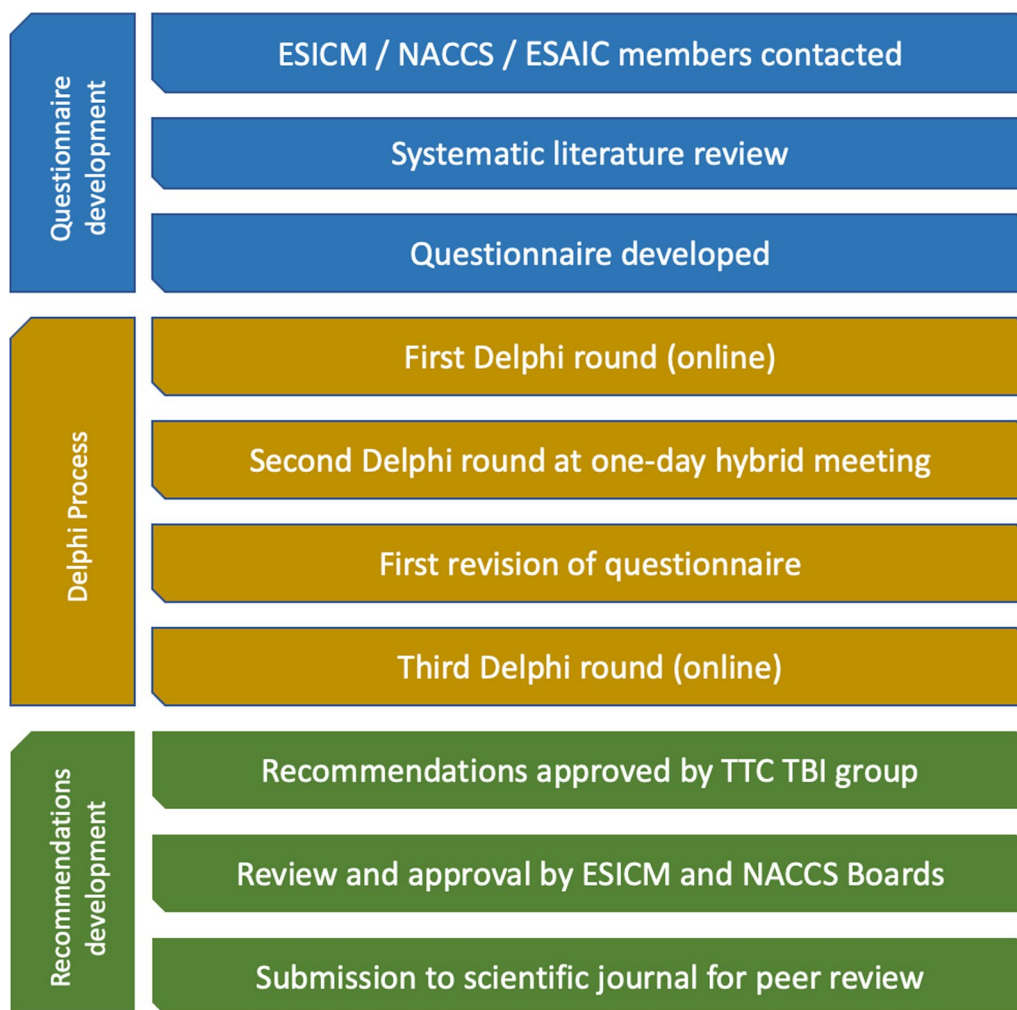 Questionnaire
development
ESICM / NACCS / ESAIC members contacted
Systematic literature review
Questionnaire developed
Delphi Process
First Delphi round (online)
Second Delphi round at one-day hybrid meeting
First revision of questionnaire
Third Delphi round (online)
Recommendations
development
Recommendations approved by TTC TBI group
Review and approval by ESICM and NACCS Boards
Submission to scientific journal for peer review